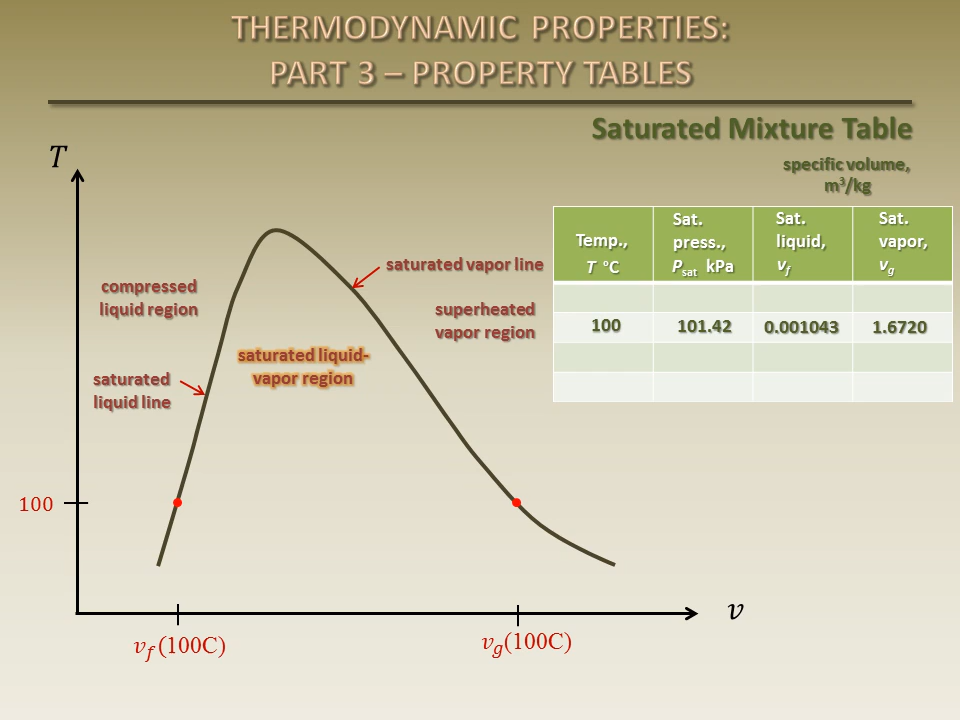 THERMODYNAMIC PROPERTIES:
PART 3 – PROPERTY TABLES
Saturated Mixture Table
specific volume,
m³/kg
Temp.,
T °C
Sat.
press.,
Psat kPa
Sat.
liquid,
vf
Sat.
vapor,
vg
100 101.42 0.001043 1.6720
T
compressed
liquid region
saturated vapor line
superheated
vapor region
saturated liquid-
vapor region
saturated
liquid line
100
v
vf(100C)
vg(100C)